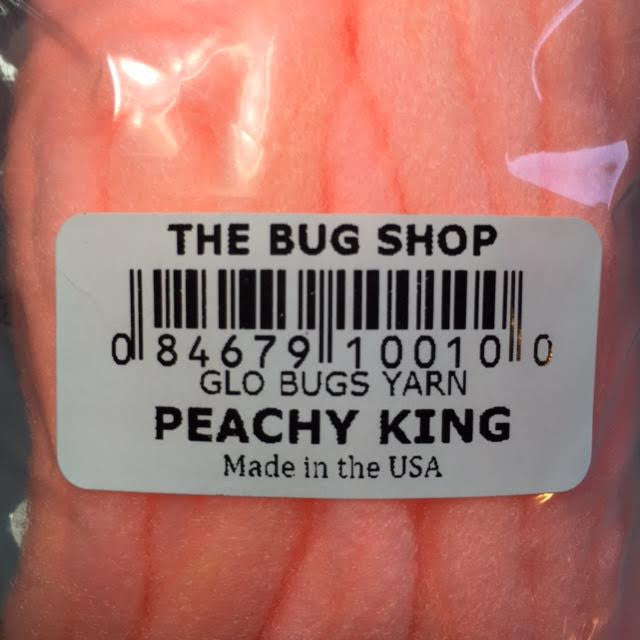 THE BUG SHOP
0 84679 10010 0
GLO BUGS YARN
PEACHY KING
Made in the USA